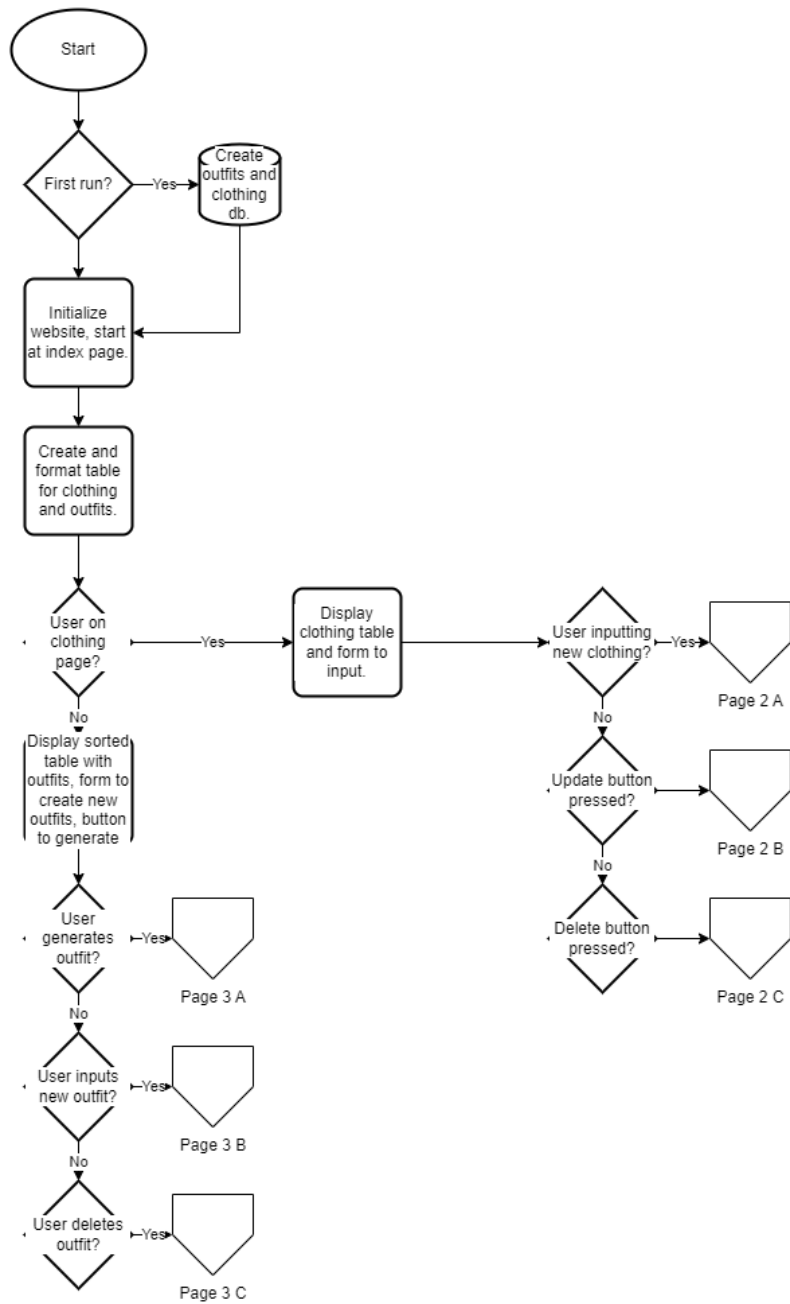 Start
First run?
Yes
Create
outfits and
clothing
db.
Initialize
website, start
at index page.
Create and
format table
for clothing
and outfits.
User on
clothing
page?
Yes
Display
clothing table
and form to
input.
User inputting
new clothing?
Yes
Page 2 A
No
Update button
pressed?
Page 2 B
No
Delete button
pressed?
Page 2 C
No
Display sorted
table with
outfits, form to
create new
outfits, button
to generate
User
generates
outfit?
Yes
Page 3 A
No
User inputs
new outfit?
Yes
Page 3 B
No
User deletes
outfit?
Yes
Page 3 C